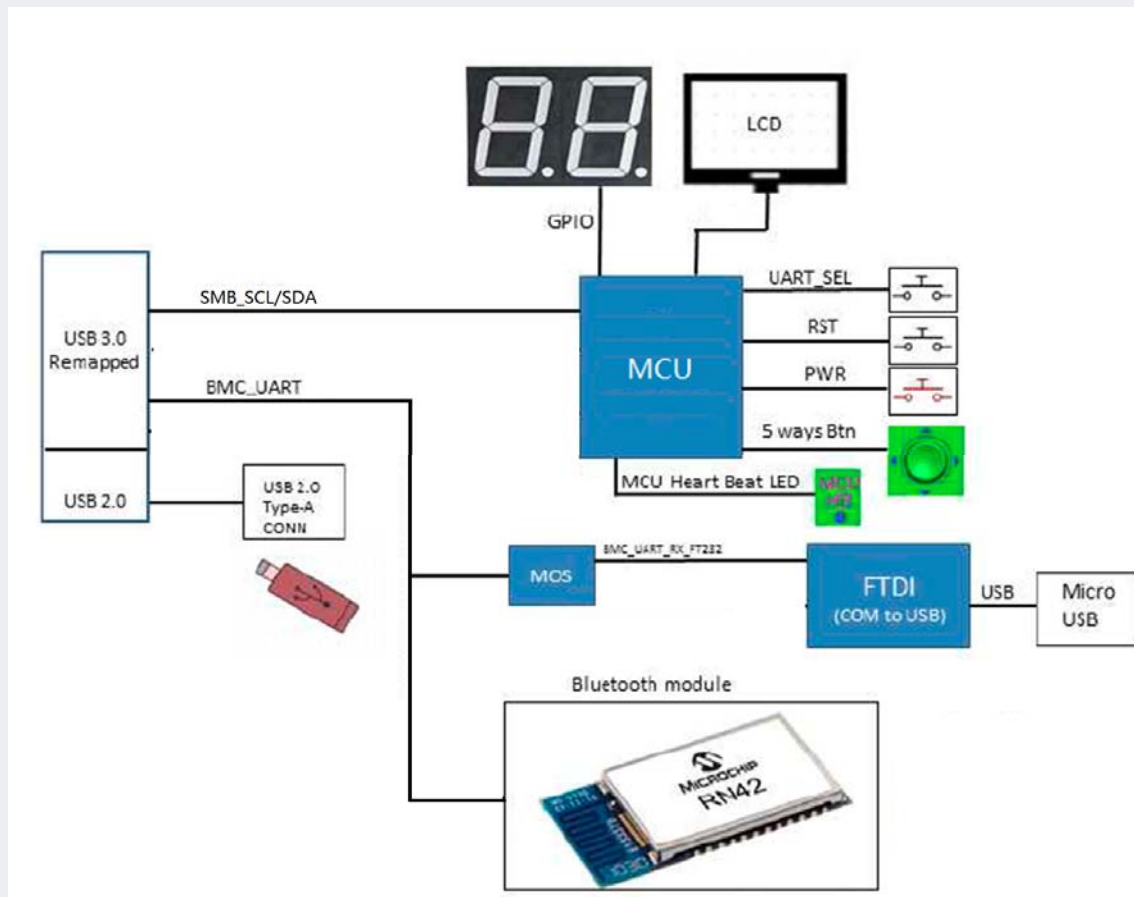 LCD
GPIO
UART_SEL
SMB_SCL/SDA
RST
USB 3.0
Remapped
MCU
PWR
BMC_UART
5 ways Btn
MCU Heart Beat LED
MCU
USB 2.0
USB 2.0
Type-A
CONN
MOS
BMC_UART_RX_FT232
FTDI
(COM to USB)
USB
Micro
USB
Bluetooth module
MICROCHIP
RN42